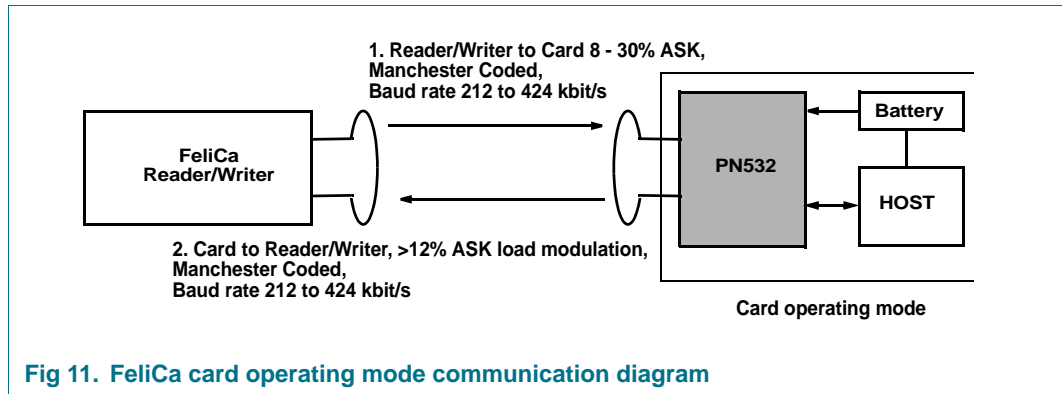 1. Reader/Writer to Card 8 - 30% ASK,
Manchester Coded,
Baud rate 212 to 424 kbit/s
FeliCa
Reader/Writer
PN532
Battery
HOST
2. Card to Reader/Writer, >12% ASK load modulation,
Manchester Coded,
Baud rate 212 to 424 kbit/s
Card operating mode
Fig 11. FeliCa card operating mode communication diagram